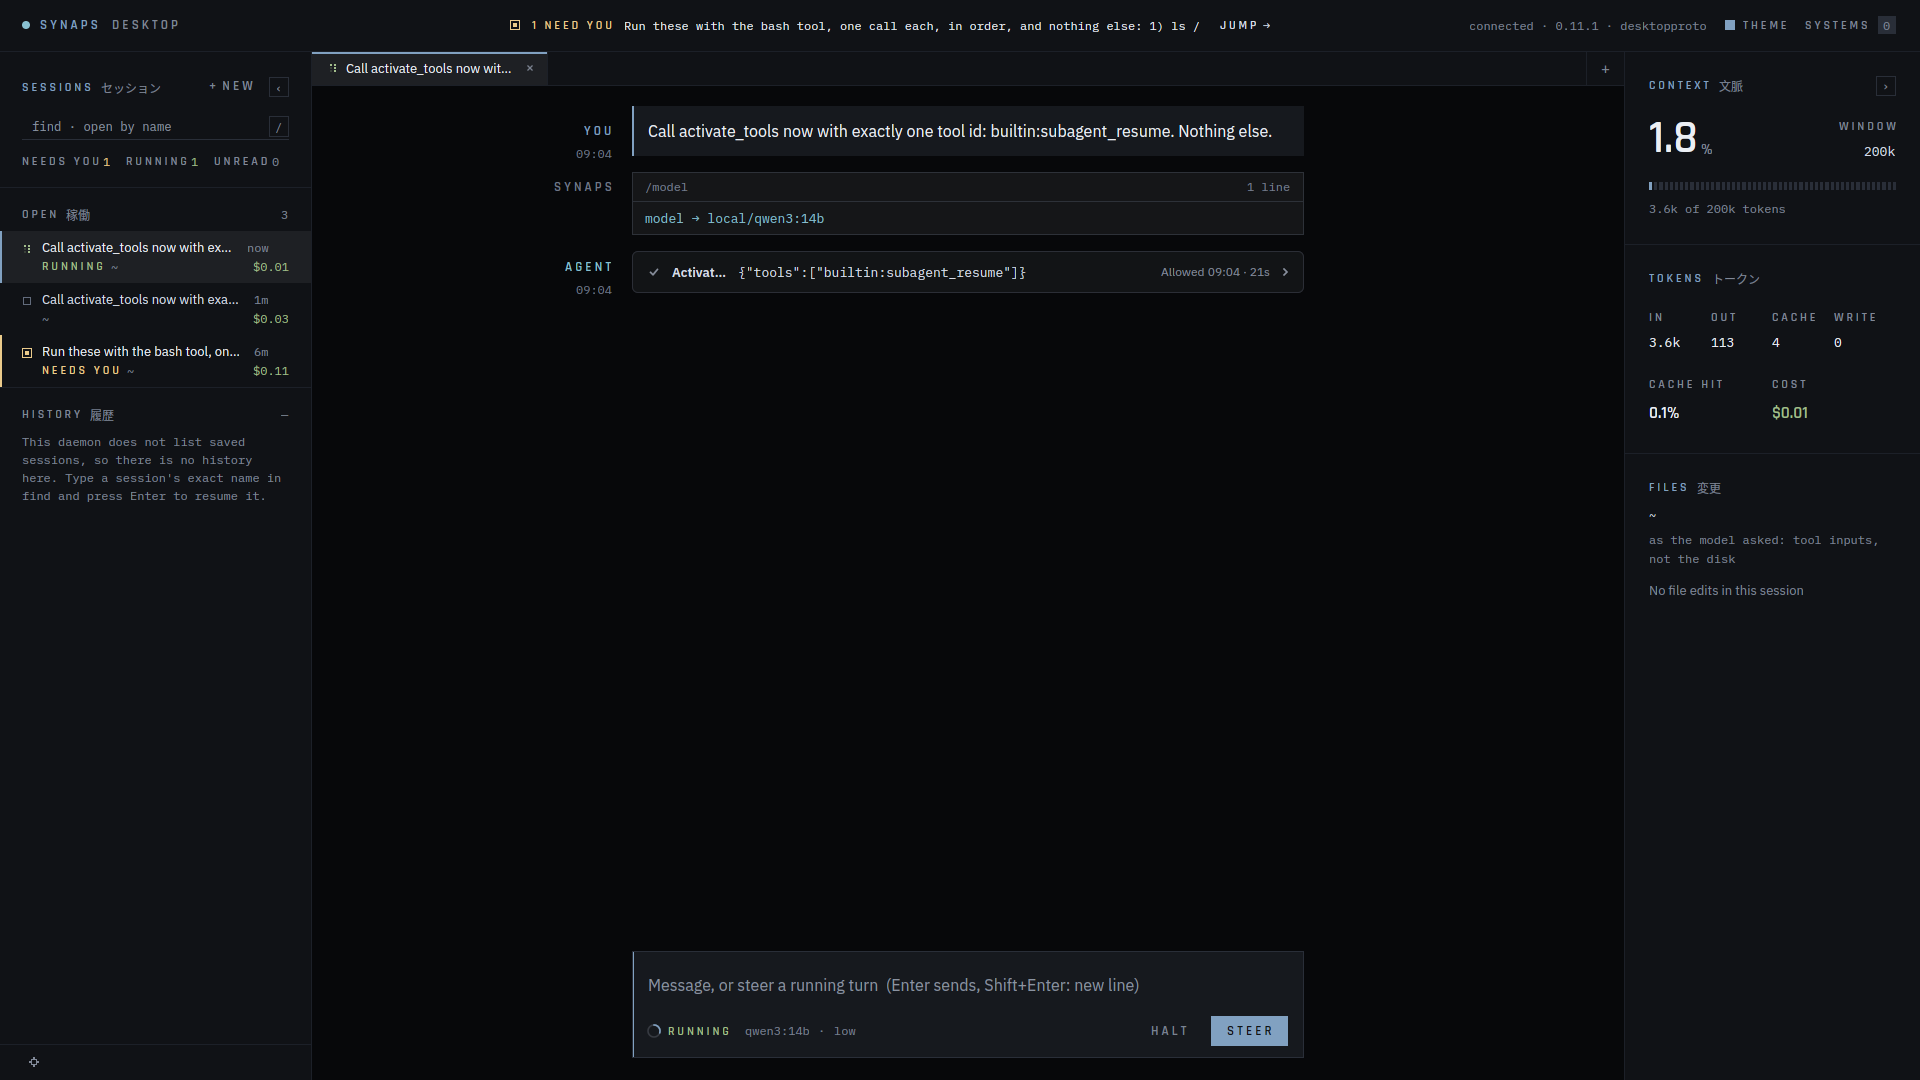 SYNAPS DESKTOP
1 NEED YOU Run these with the bash tool, one call each, in order, and nothing else: 1) ls / JUMP →
connected · 0.11.1 · desktopproto THEME SYSTEMS 0
SESSIONS セッション + NEW ‹
find · open by name /
NEEDS YOU 1 RUNNING 1 UNREAD 0
OPEN 稼働 3
Call activate_tools now with ex... now
RUNNING ~ $0.01
Call activate_tools now with exa... 1m
~ $0.03
Run these with the bash tool, on... 6m
NEEDS YOU ~ $0.11
HISTORY 履歴 —
This daemon does not list saved
sessions, so there is no history
here. Type a session's exact name in
find and press Enter to resume it.
Call activate_tools now wit... ×
+
YOU
09:04
Call activate_tools now with exactly one tool id: builtin:subagent_resume. Nothing else.
SYNAPS
/model 1 line
model → local/qwen3:14b
AGENT
09:04
Activat... {"tools":["builtin:subagent_resume"]} Allowed 09:04 · 21s ›
Message, or steer a running turn (Enter sends, Shift+Enter: new line)
RUNNING qwen3:14b · low HALT STEER
CONTEXT 文脈 ›
1.8 % WINDOW
200k
3.6k of 200k tokens
TOKENS トークン
IN OUT CACHE WRITE
3.6k 113 4 0
CACHE HIT COST
0.1% $0.01
FILES 変更
~
as the model asked: tool inputs,
not the disk
No file edits in this session